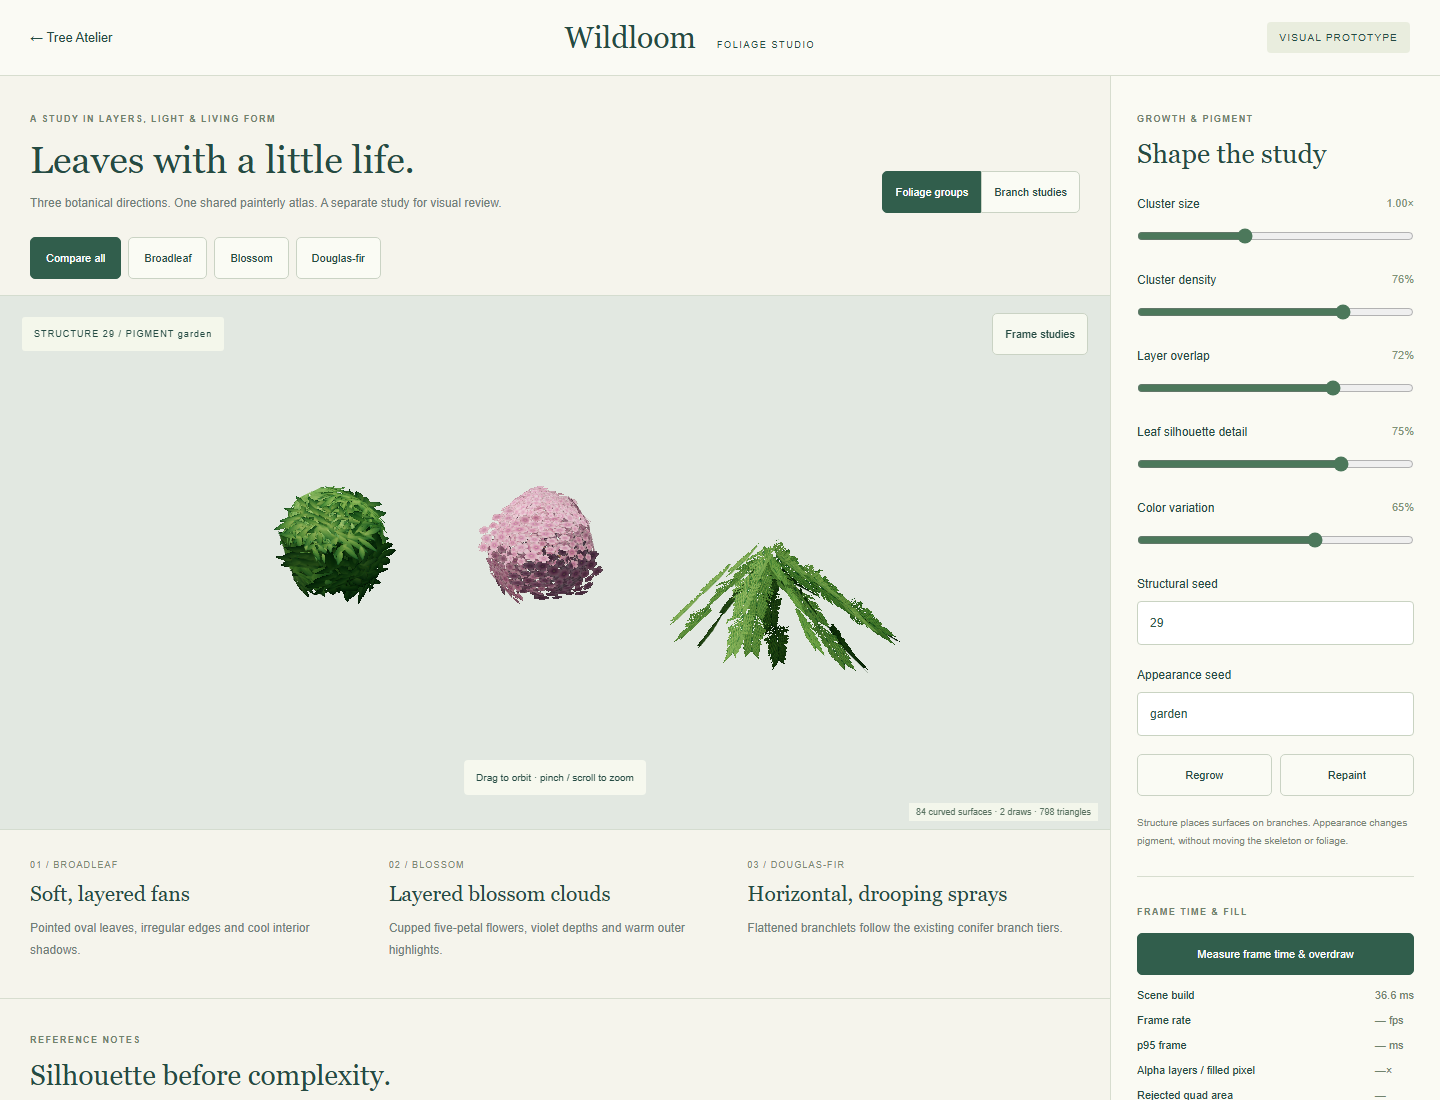 ← Tree Atelier
Wildloom FOLIAGE STUDIO
VISUAL PROTOTYPE
A STUDY IN LAYERS, LIGHT & LIVING FORM
Leaves with a little life.
Three botanical directions. One shared painterly atlas. A separate study for visual review.
Foliage groups
Branch studies
Compare all
Broadleaf
Blossom
Douglas-fir
STRUCTURE 29 / PIGMENT garden
Frame studies
Drag to orbit · pinch / scroll to zoom
84 curved surfaces · 2 draws · 798 triangles
01 / BROADLEAF
Soft, layered fans
Pointed oval leaves, irregular edges and cool interior
shadows.
02 / BLOSSOM
Layered blossom clouds
Cupped five-petal flowers, violet depths and warm outer
highlights.
03 / DOUGLAS-FIR
Horizontal, drooping sprays
Flattened branchlets follow the existing conifer branch tiers.
REFERENCE NOTES
Silhouette before complexity.
GROWTH & PIGMENT
Shape the study
Cluster size 1.00×
Cluster density 76%
Layer overlap 72%
Leaf silhouette detail 75%
Color variation 65%
Structural seed
29
Appearance seed
garden
Regrow
Repaint
Structure places surfaces on branches. Appearance changes
pigment, without moving the skeleton or foliage.
FRAME TIME & FILL
Measure frame time & overdraw
Scene build 36.6 ms
Frame rate — fps
p95 frame — ms
Alpha layers / filled pixel —×
Rejected quad area —